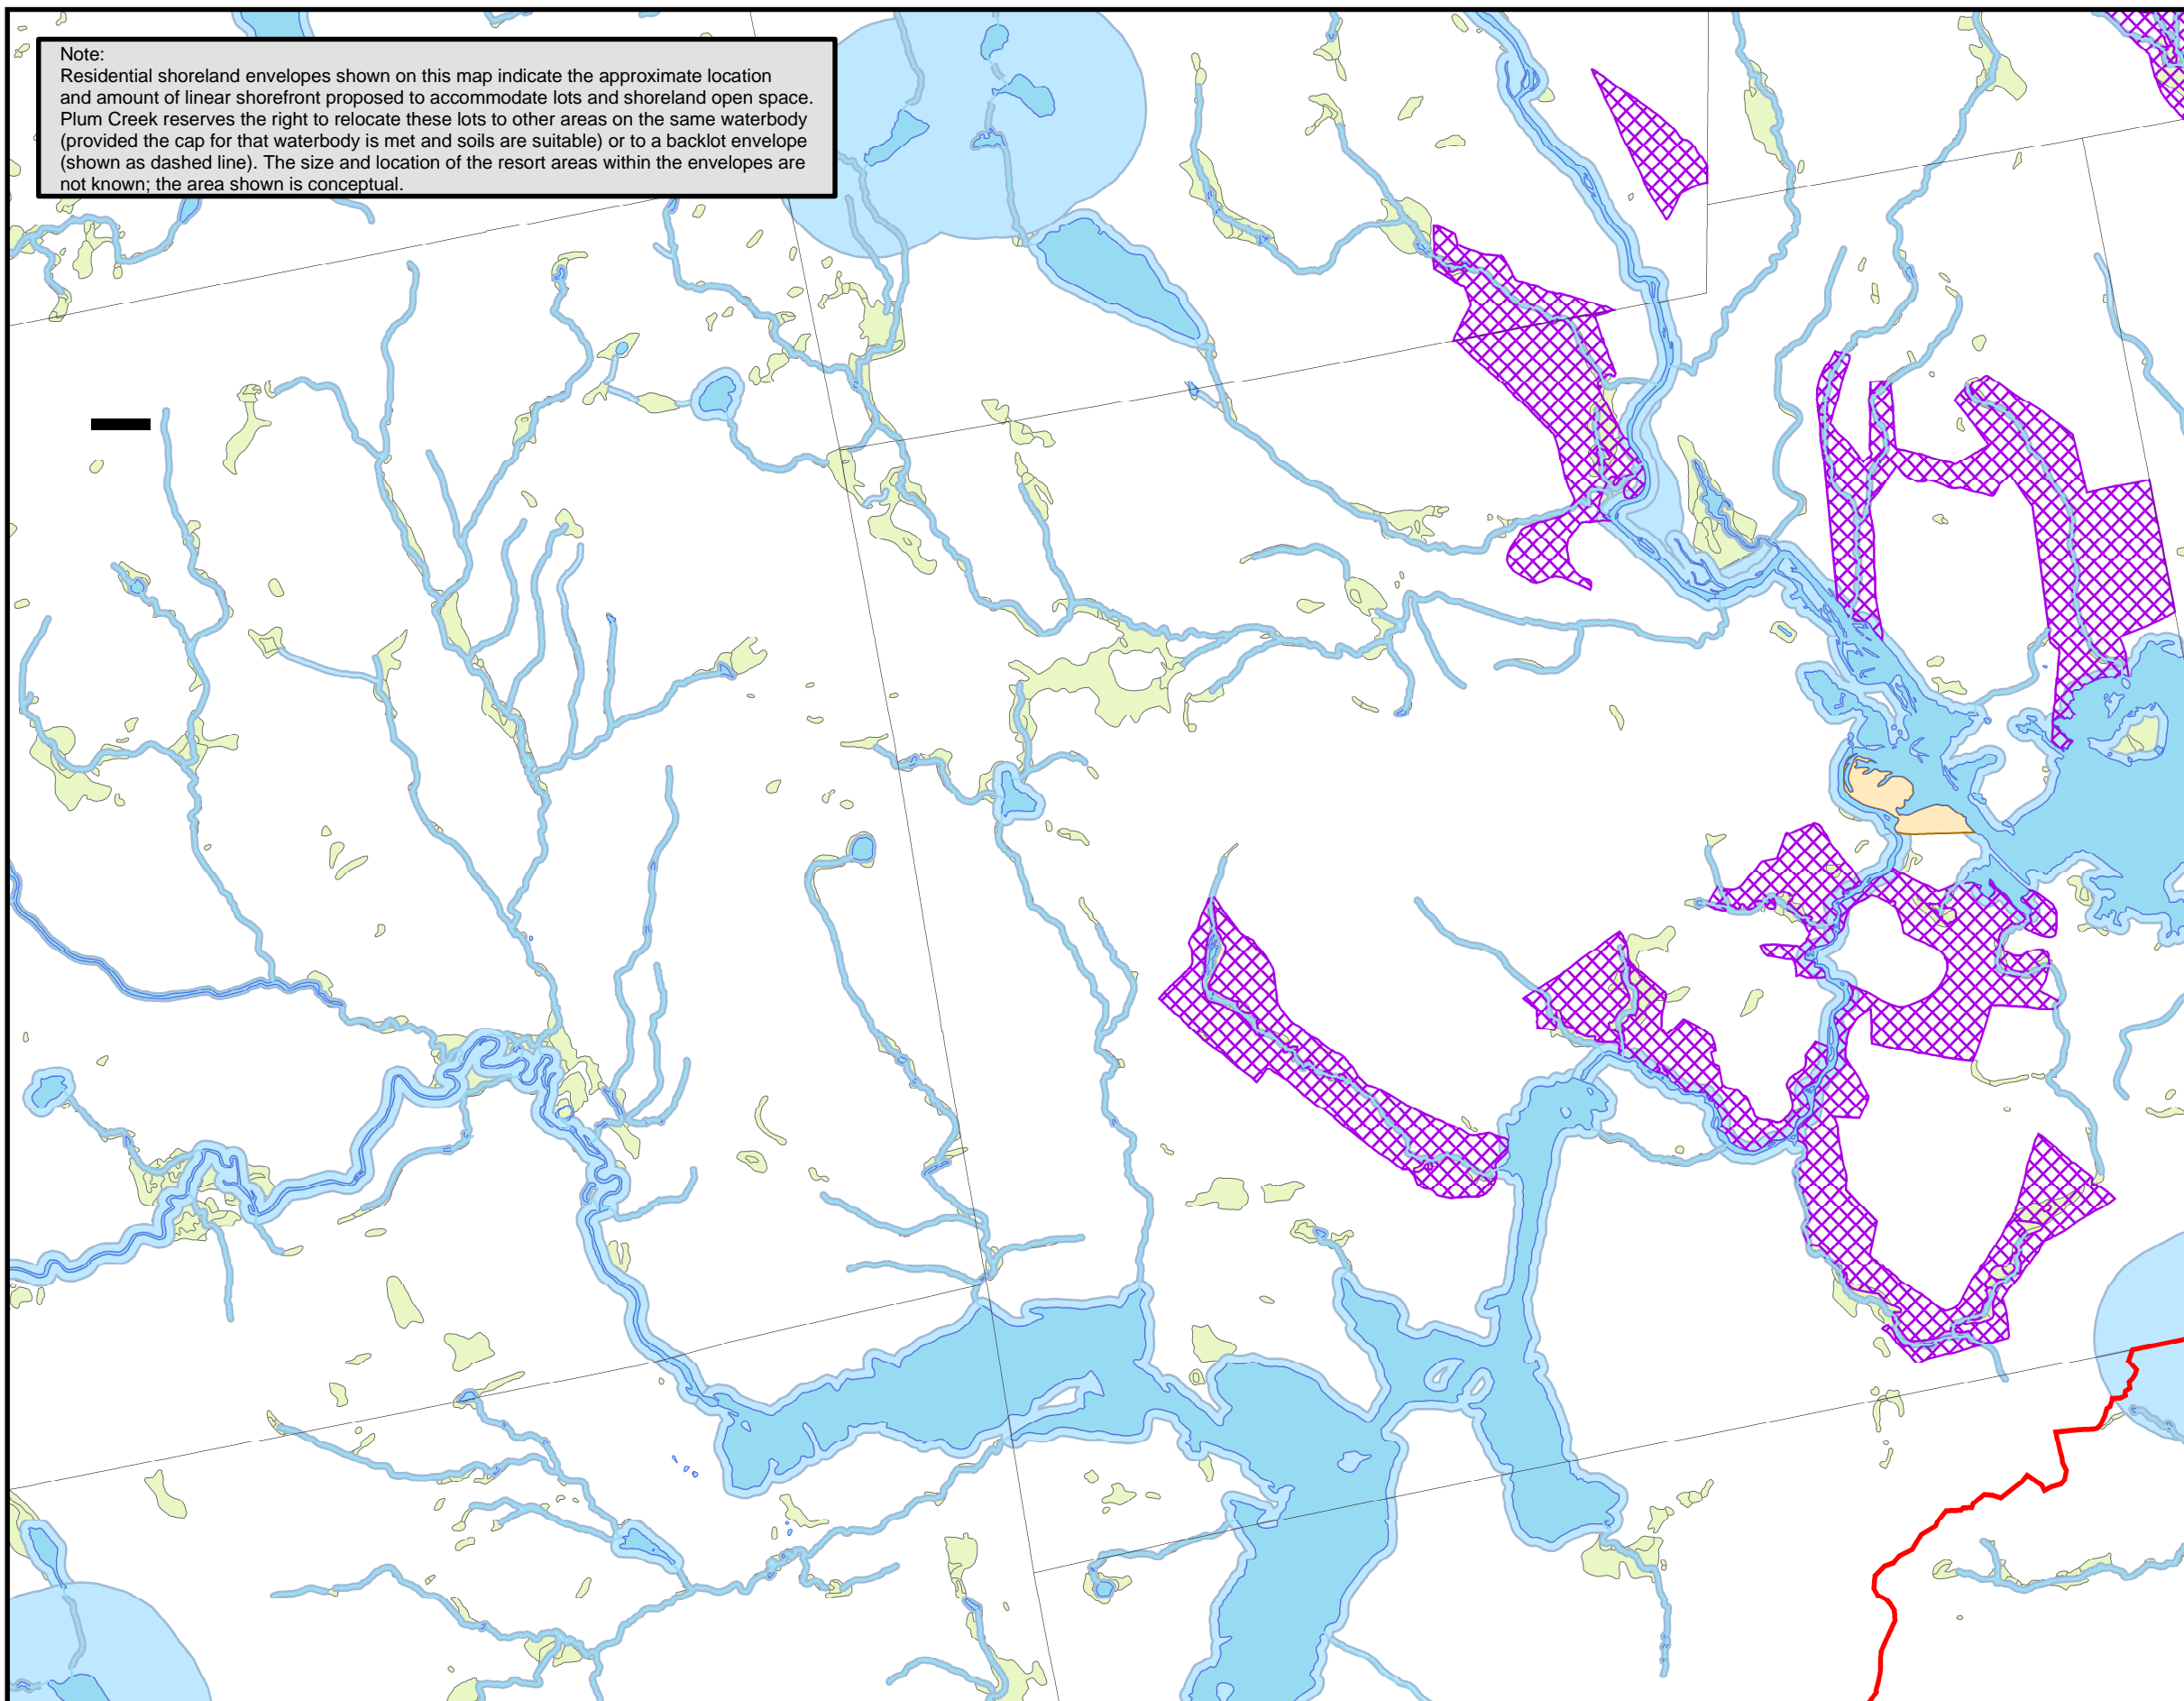 Note:
Residential shoreland envelopes shown on this map indicate the approximate location
and amount of linear shorefront proposed to accommodate lots and shoreland open space.
Plum Creek reserves the right to relocate these lots to other areas on the same waterbody
(provided the cap for that waterbody is met and soils are suitable) or to a backlot envelope
(shown as dashed line). The size and location of the resort areas within the envelopes are
not known; the area shown is conceptual.